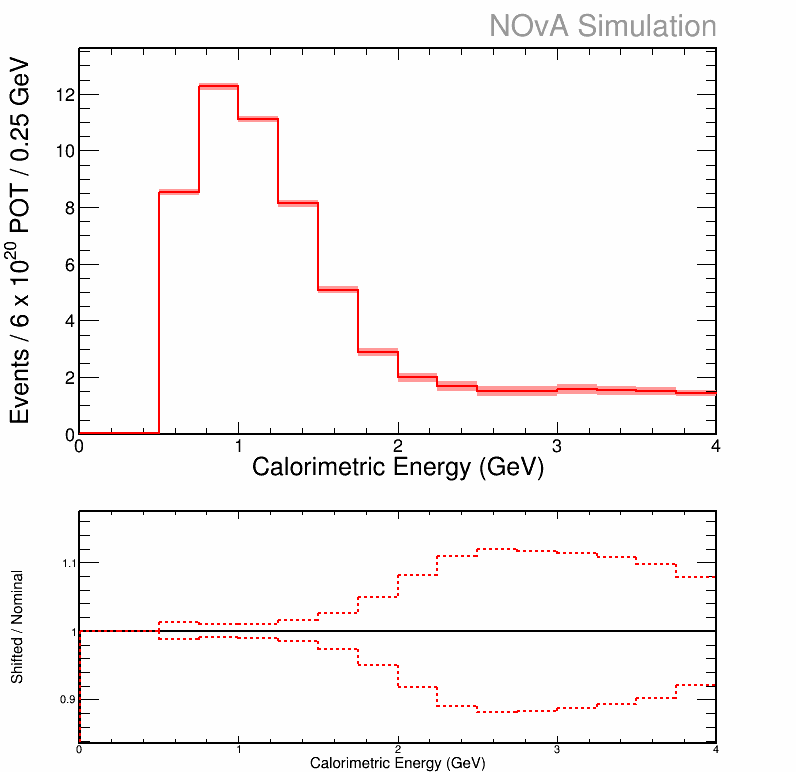 NOvA Simulation
Events / 6 x 10^20 POT / 0.25 GeV
12
10
8
6
4
2
0
0 1 2 3 4
Calorimetric Energy (GeV)
Shifted / Nominal
1.1
1
0.9
0 1 2 3 4
Calorimetric Energy (GeV)